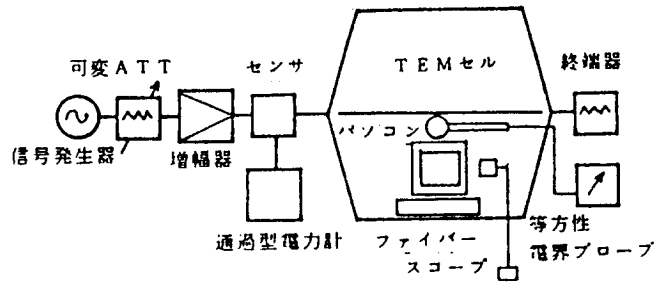 可変ATT
センサ
TEMセル
終端器
パソコン
信号発生器
増幅器
通過型電力計
ファイバー
スコープ
等方性
電界プローブ